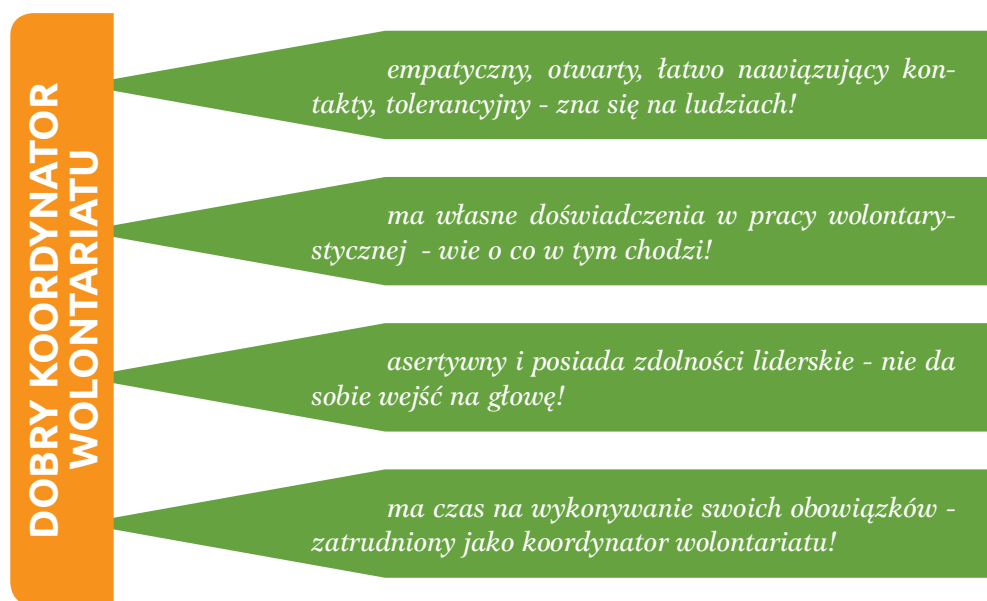 DOBRY KOORDYNATOR
WOLONTARIATU
empatyczny, otwarty, łatwo nawiązujący kon-
takty, tolerancyjny - zna się na ludziach!
ma własne doświadczenia w pracy wolontary-
stycznej - wie o co w tym chodzi!
asertywny i posiada zdolności liderskie - nie da
sobie wejść na głowę!
ma czas na wykonywanie swoich obowiązków -
zatrudniony jako koordynator wolontariatu!